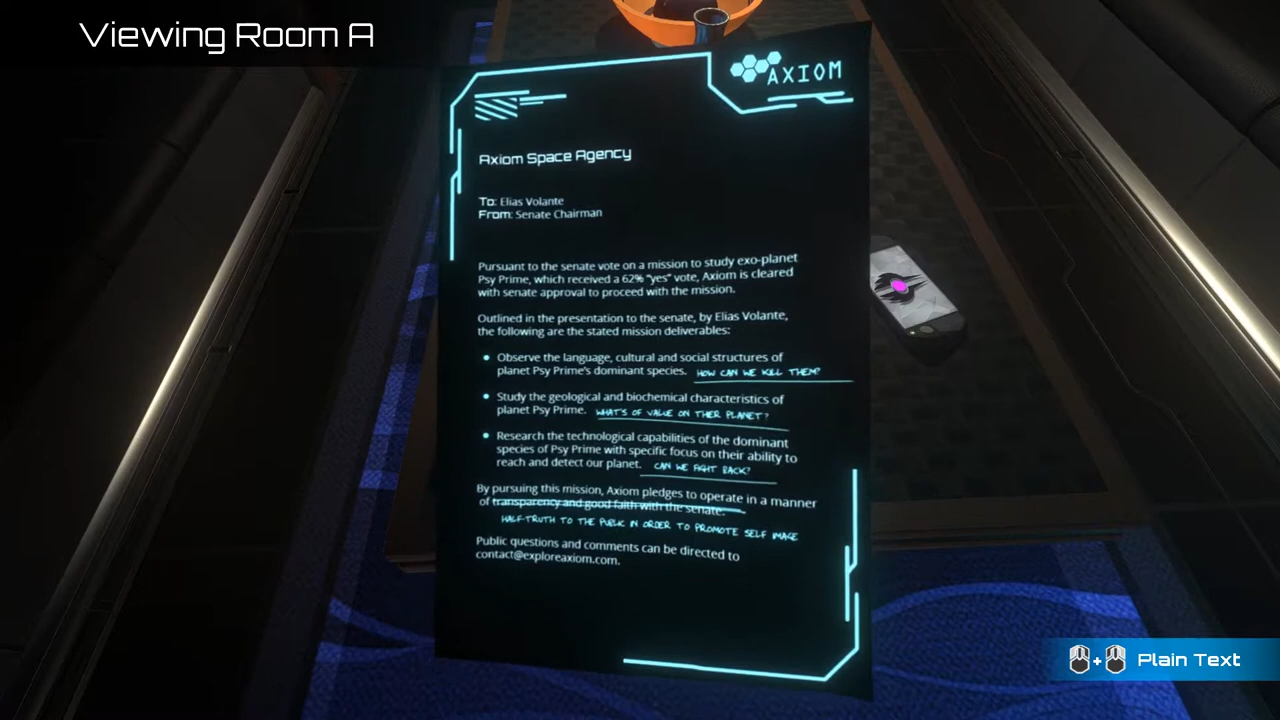 Viewing Room A
AXIOM
Axiom Space Agency
To: Elias Volante
From: Senate Chairman
Pursuant to the senate vote on a mission to study exo-planet
Psy Prime, which received a 62% "yes" vote, Axiom is cleared
with senate approval to proceed with the mission.
Outlined in the presentation to the senate, by Elias Volante,
the following are the stated mission deliverables:
• Observe the language, cultural and social structures of
planet Psy Prime's dominant species. HOW CAN WE KILL THEM?
• Study the geological and biochemical characteristics of
planet Psy Prime. WHAT'S OF VALUE ON THIER PLANET?
• Research the technological capabilities of the dominant
species of Psy Prime with specific focus on their ability to
reach and detect our planet. CAN WE FIGHT BACK?
By pursuing this mission, Axiom pledges to operate in a manner
of transparency and good faith with the senate.
HALF-TRUTH TO THE PUBLIK IN ORDER TO PROMOTE SELF IMAGE
Public questions and comments can be directed to
contact@exploreaxiom.com.
+ Plain Text